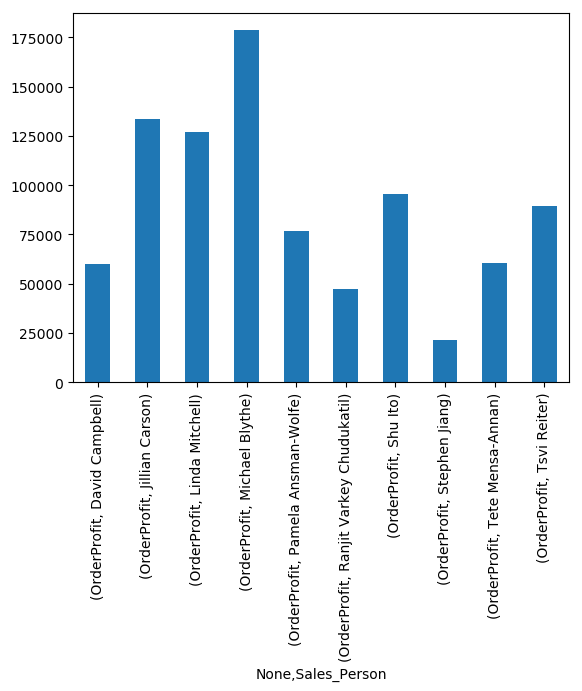 175000
150000
125000
100000
75000
50000
25000
0
(OrderProfit, David Campbell)
(OrderProfit, Jillian Carson)
(OrderProfit, Linda Mitchell)
(OrderProfit, Michael Blythe)
(OrderProfit, Pamela Ansman-Wolfe)
(OrderProfit, Ranjit Varkey Chudukatil)
(OrderProfit, Shu Ito)
(OrderProfit, Stephen Jiang)
(OrderProfit, Tete Mensa-Annan)
(OrderProfit, Tsvi Reiter)
None,Sales_Person